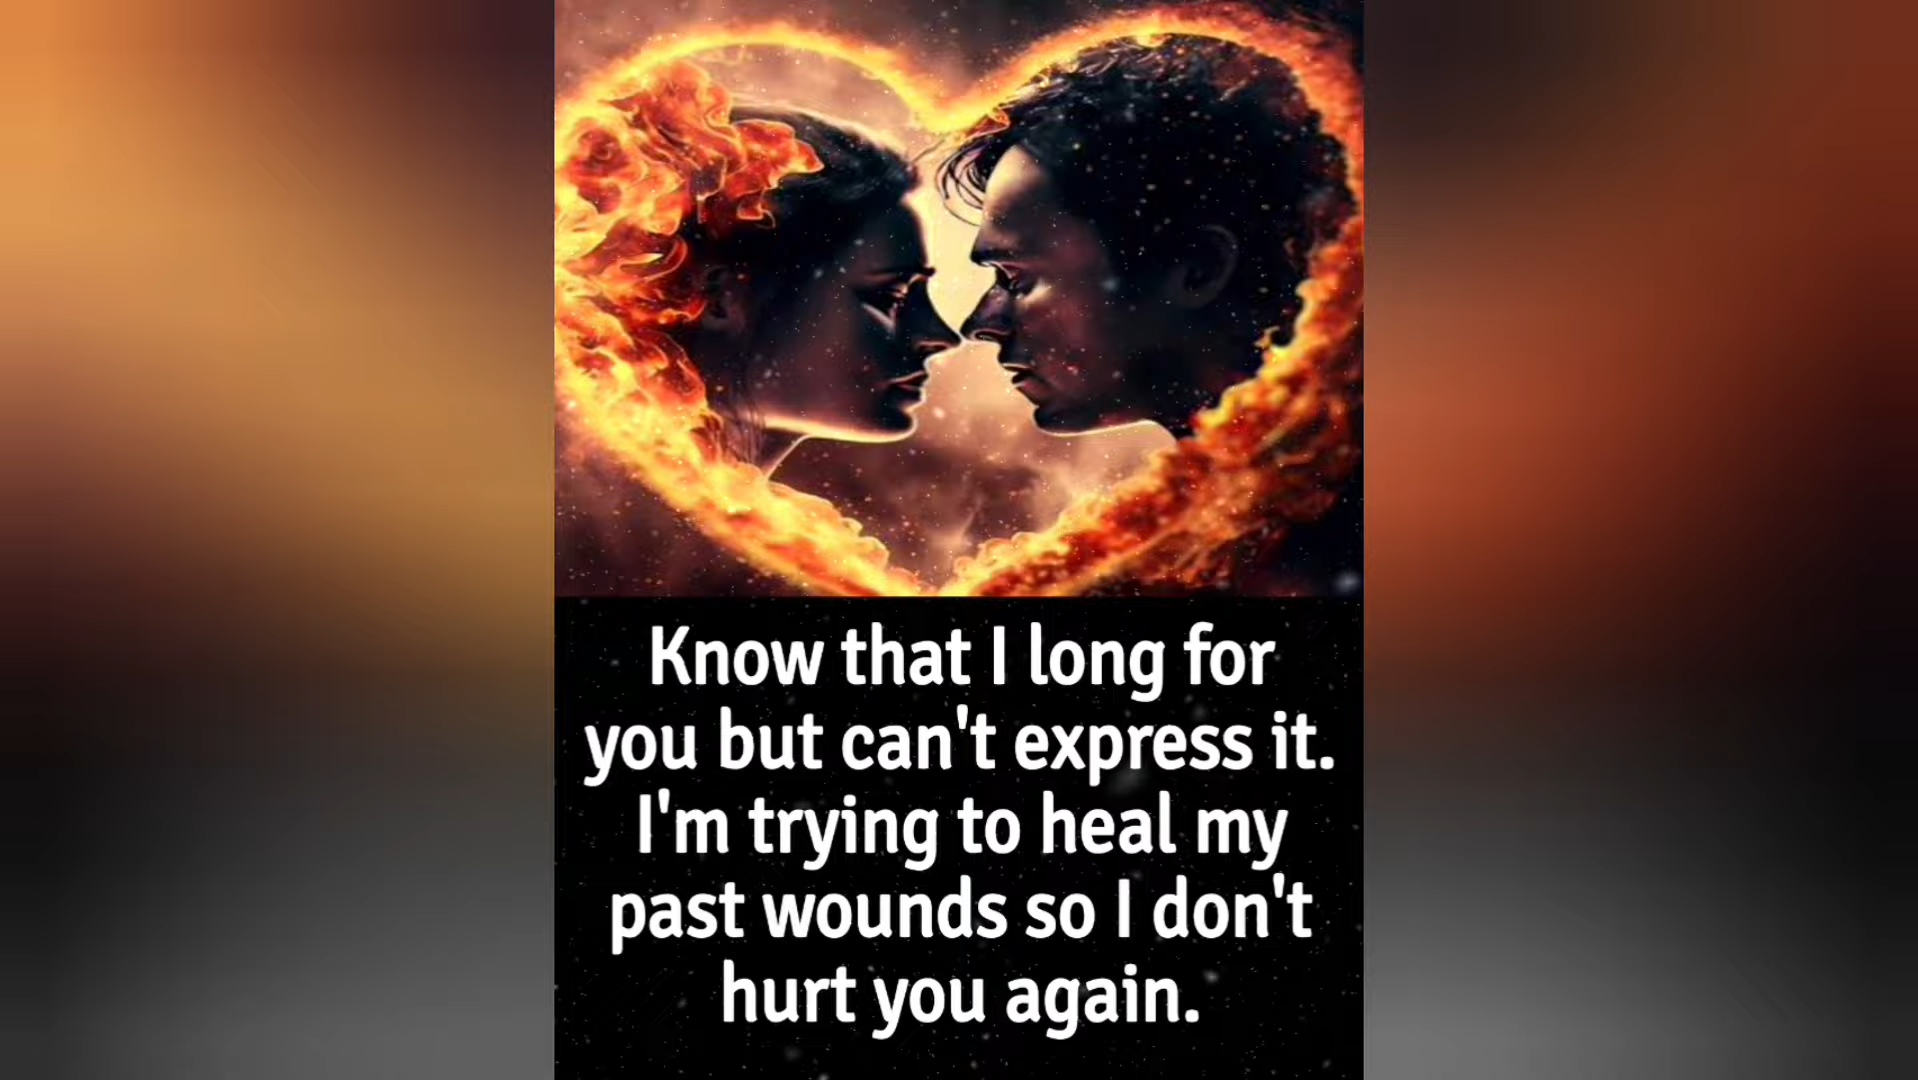 Know that I long for
you but can't express it.
I'm trying to heal my
past wounds so I don't
hurt you again.